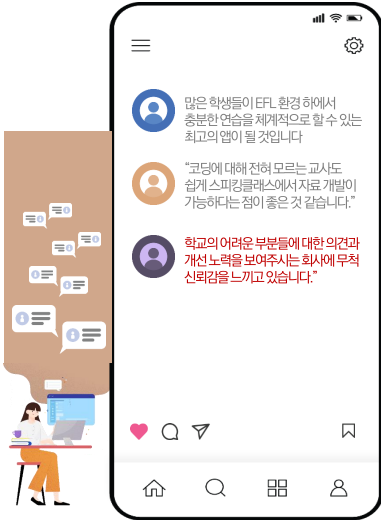 많은 학생들이 EFL 환경 하에서
충분한 연습을 체계적으로 할 수 있는
최고의 앱이 될 것입니다
“코딩에 대해 전혀 모르는 교사도
쉽게 스피킹클래스에서 자료 개발이
가능하다는 점이 좋은 것 같습니다.”
학교의 어려운 부분들에 대한 의견과
개선 노력을 보여주시는 회사에 무척
신뢰감을 느끼고 있습니다.”